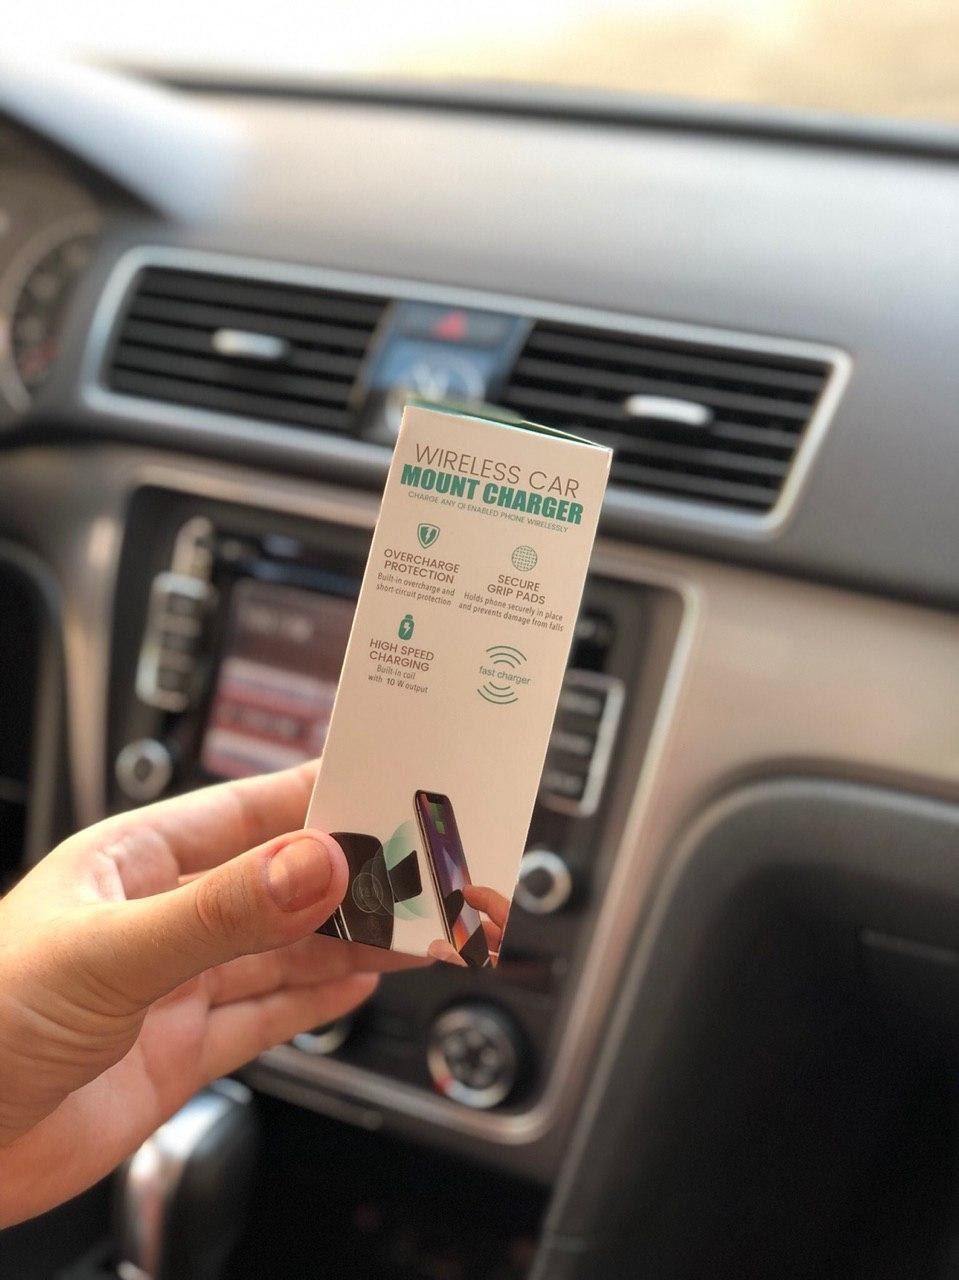 WIRELESS CAR
MOUNT CHARGER
CHARGE ANY QI ENABLED PHONE WIRELESSLY
OVERCHARGE
PROTECTION
Built-in overcharge and
short-circuit protection
SECURE
GRIP PADS
Holds phone securely in place
and prevents damage from falls
HIGH SPEED
CHARGING
Built-in coil
with 10 W output
fast charger